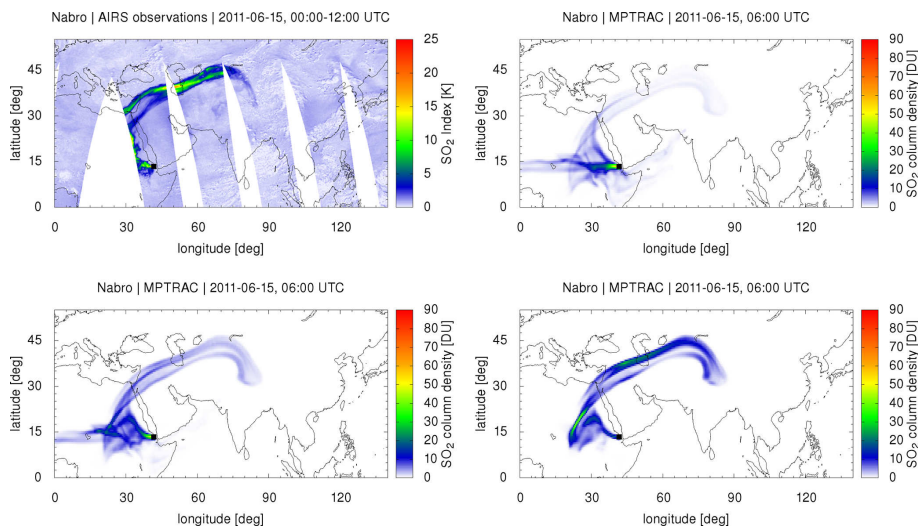 Nabro | AIRS observations | 2011-06-15, 00:00-12:00 UTC
45
30
15
0
latitude [deg]
0 30 60 90 120
longitude [deg]
25
20
15
10
5
0
SO2 Index [K]
Nabro | MPTRAC | 2011-06-15, 06:00 UTC
45
30
15
0
latitude [deg]
0 30 60 90 120
longitude [deg]
90
80
70
60
50
40
30
20
10
0
SO2 column density [DU]
Nabro | MPTRAC | 2011-06-15, 06:00 UTC
45
30
15
0
latitude [deg]
0 30 60 90 120
longitude [deg]
90
80
70
60
50
40
30
20
10
0
SO2 column density [DU]
Nabro | MPTRAC | 2011-06-15, 06:00 UTC
45
30
15
0
latitude [deg]
0 30 60 90 120
longitude [deg]
90
80
70
60
50
40
30
20
10
0
SO2 column density [DU]